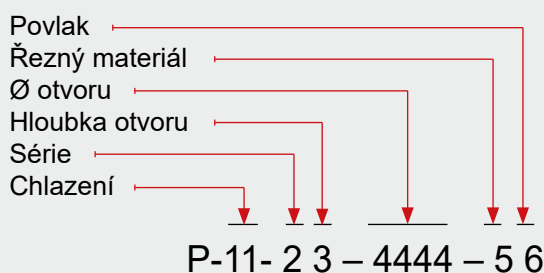 Povlak
Řezný materiál
Ø otvoru
Hloubka otvoru
Série
Chlazení
P-11- 2 3 – 4444 – 5 6